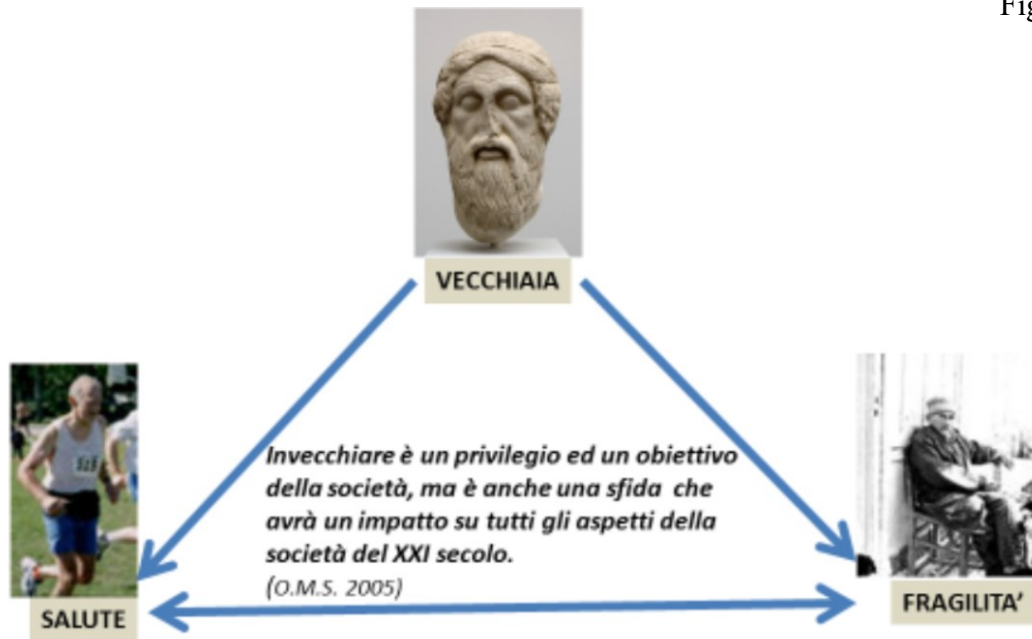 Fig
VECCHIAIA
Invecchiare è un privilegio ed un obiettivo
della società, ma è anche una sfida che
avrà un impatto su tutti gli aspetti della
società del XXI secolo.
(O.M.S. 2005)
SALUTE
FRAGILITA’